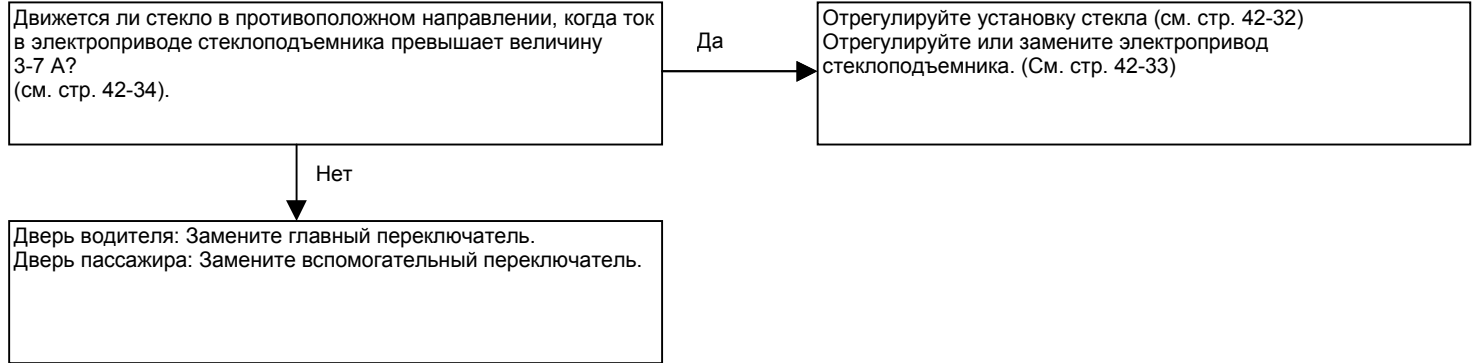 Движется ли стекло в противоположном направлении, когда ток
в электроприводе стеклоподъемника превышает величину
3-7 А?
(см. стр. 42-34).
Да
Отрегулируйте установку стекла (см. стр. 42-32)
Отрегулируйте или замените электропривод
стеклоподъемника. (См. стр. 42-33)
Нет
Дверь водителя: Замените главный переключатель.
Дверь пассажира: Замените вспомогательный переключатель.